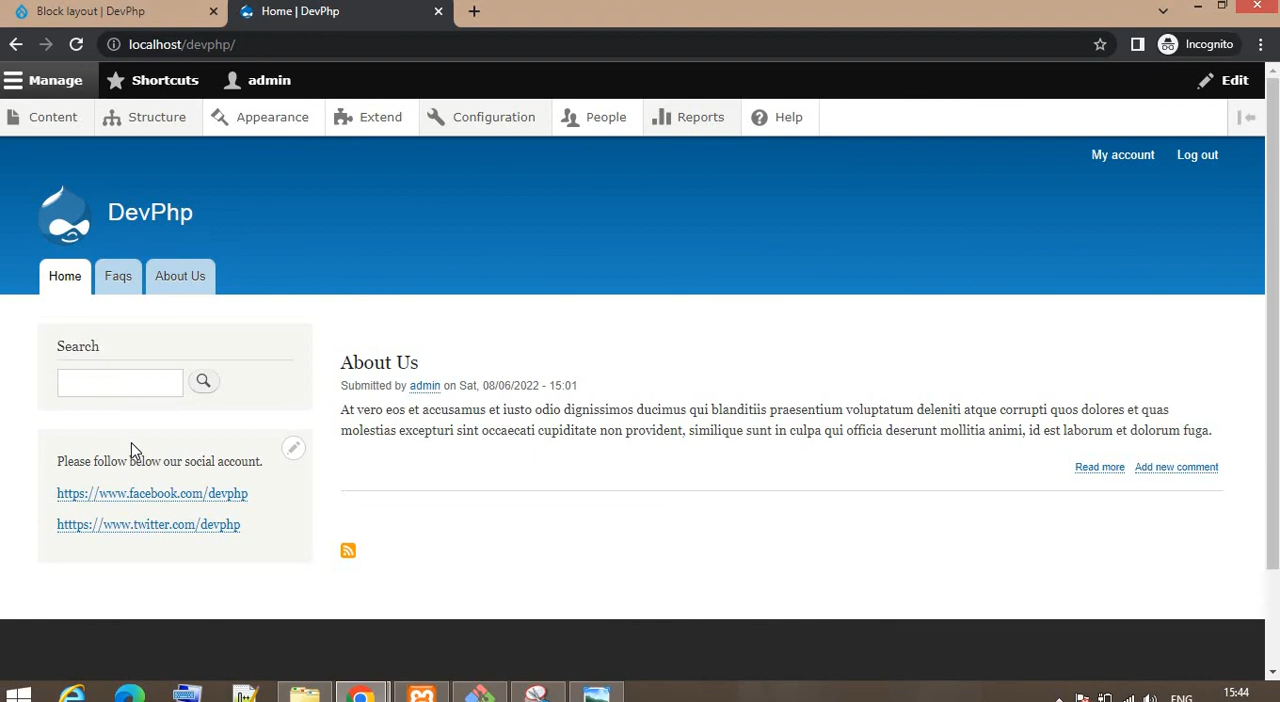 Block layout | DevPhp
Home | DevPhp
localhost/devphp/
Incognito
Manage
Shortcuts
admin
Edit
Content
Structure
Appearance
Extend
Configuration
People
Reports
Help
My account
Log out
DevPhp
Home
Faqs
About Us
Search
About Us
Submitted by admin on Sat, 08/06/2022 - 15:01
At vero eos et accusamus et iusto odio dignissimos ducimus qui blanditiis praesentium voluptatum deleniti atque corrupti quos dolores et quas
molestias excepturi sint occaecati cupiditate non provident, similique sunt in culpa qui officia deserunt mollitia animi, id est laborum et dolorum fuga.
Read more
Add new comment
Please follow below our social account.
https://www.facebook.com/devphp
htttps://www.twitter.com/devphp
ENG
15:44